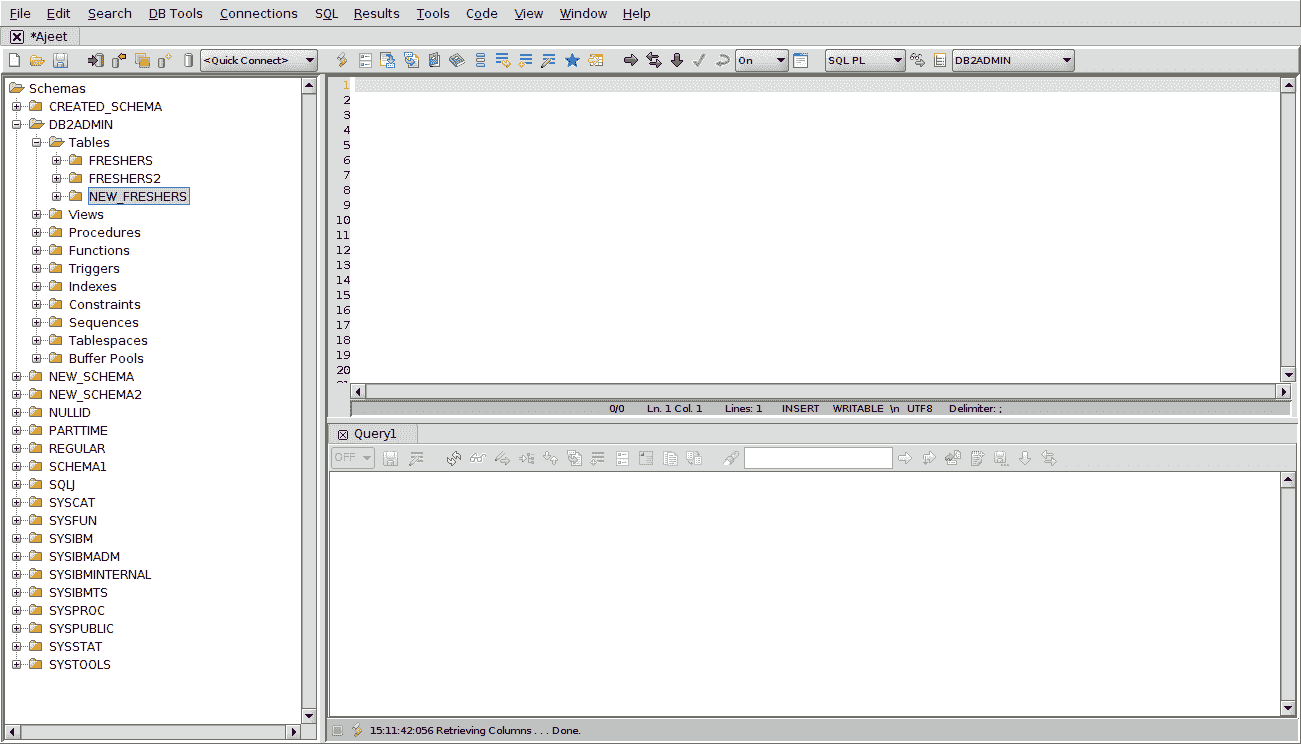 File Edit Search DB Tools Connections SQL Results Tools Code View Window Help
*Ajeet
<Quick Connect> On SQL PL DB2ADMIN
Schemas
CREATED_SCHEMA
DB2ADMIN
Tables
FRESHERS
FRESHERS2
NEW_FRESHERS
Views
Procedures
Functions
Triggers
Indexes
Constraints
Sequences
Tablespaces
Buffer Pools
NEW_SCHEMA
NEW_SCHEMA2
NULLID
PARTTIME
REGULAR
SCHEMA1
SQLJ
SYSCAT
SYSFUN
SYSIBM
SYSIBMADM
SYSIBMINTERNAL
SYSIBMTS
SYSPROC
SYSPUBLIC
SYSSTAT
SYSTOOLS
1
2
3
4
5
6
7
8
9
10
11
12
13
14
15
16
17
18
19
20
0/0 Ln. 1 Col. 1 Lines: 1 INSERT WRITABLE \n UTF8 Delimiter: ;
Query1
OFF
15:11:42:056 Retrieving Columns . . . Done.